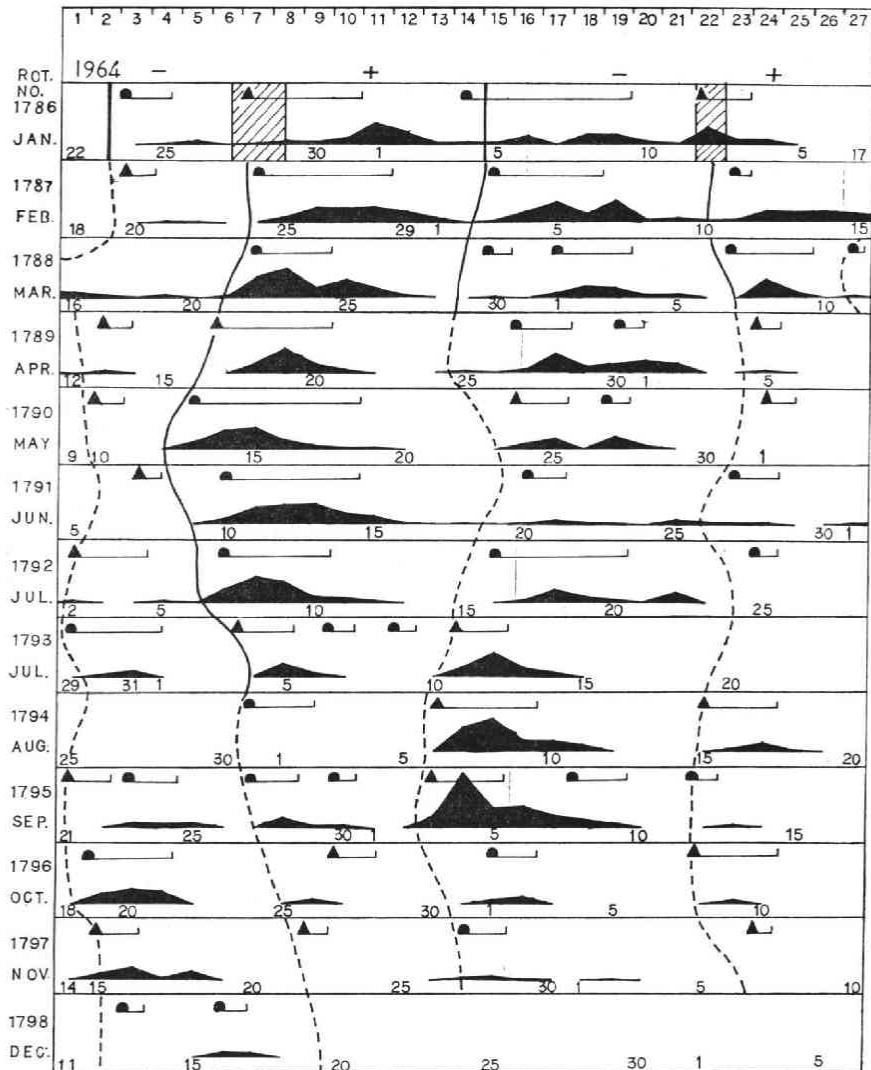 1 2 3 4 5 6 7 8 9 10 11 12 13 14 15 16 17 18 19 20 21 22 23 24 25 26 27
1964 − + − +
ROT.
NO.
1786
JAN.
22 25 30 1 5 10 5 17
1787
FEB.
18 20 25 29 1 5 10 15
1788
MAR.
16 20 25 30 1 5 10
1789
APR.
12 15 20 25 30 1 5
1790
MAY
9 10 15 20 25 30 1
1791
JUN.
5 10 15 20 25 30 1
1792
JUL.
2 5 10 15 20 25
1793
JUL.
29 31 1 5 10 15 20
1794
AUG.
25 30 1 5 10 15 20
1795
SEP.
21 25 30 1 5 10 15
1796
OCT.
18 20 25 30 1 5 10
1797
NOV.
14 15 20 25 30 1 5 10
1798
DEC.
11 15 20 25 30 1 5